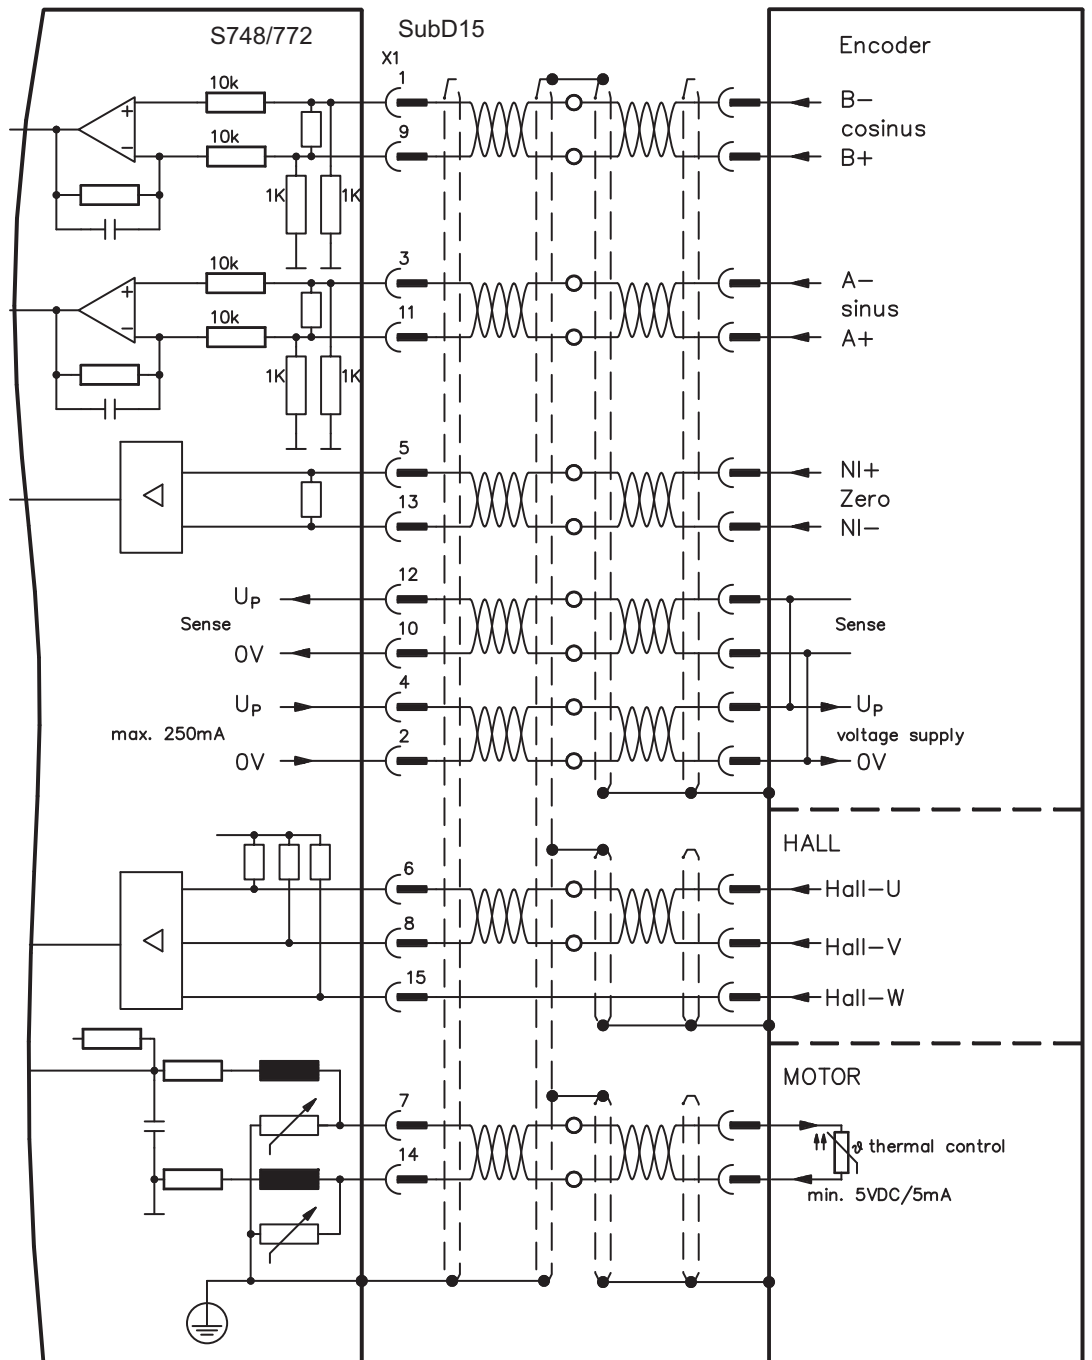 S748/772
SubD15
Encoder
X1
10k
1
B−
cosinus
10k
9
B+
1K
1K
10k
3
A−
sinus
10k
11
A+
1K
1K
5
NI+
Zero
13
NI−
UP
12
Sense
Sense
0V
10
UP
4
UP
max. 250mA
voltage supply
0V
2
0V
HALL
6
Hall−U
8
Hall−V
15
Hall−W
MOTOR
7
ϑ thermal control
14
min. 5VDC/5mA